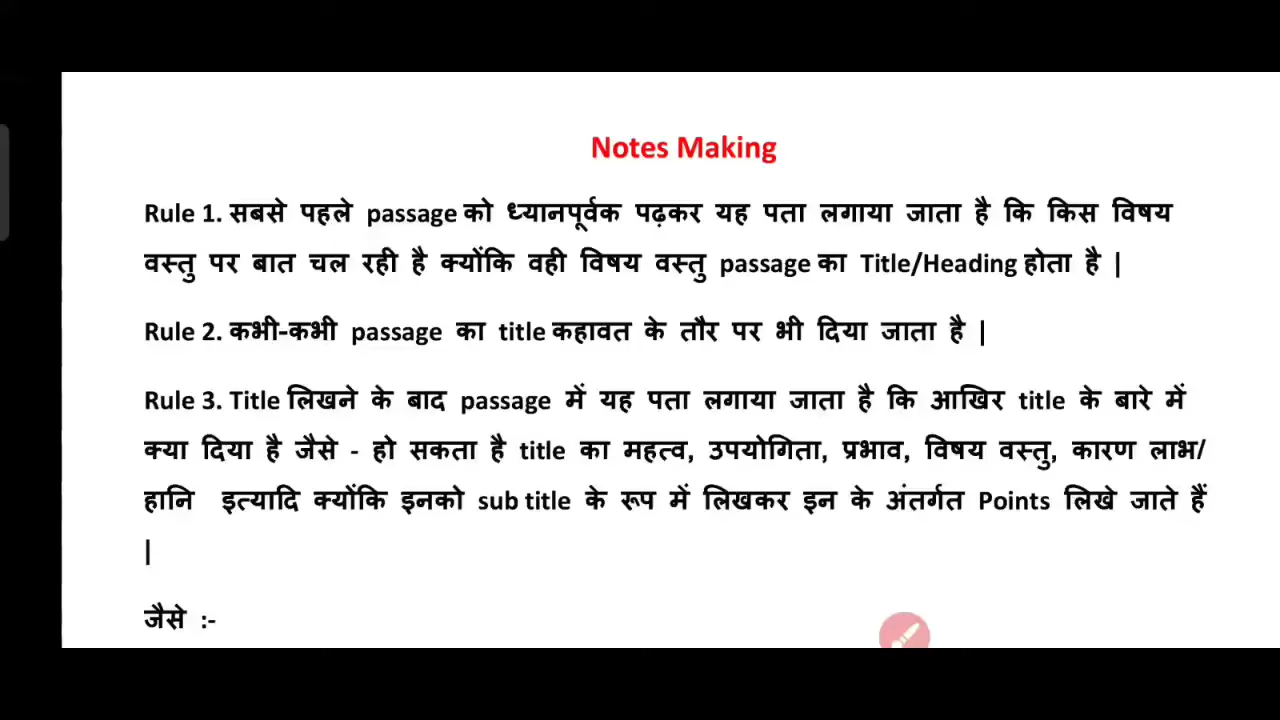 Notes Making
Rule 1. सबसे पहले passage को ध्यानपूर्वक पढ़कर यह पता लगाया जाता है कि किस विषय
वस्तु पर बात चल रही है क्योंकि वही विषय वस्तु passage का Title/Heading होता है |
Rule 2. कभी-कभी passage का title कहावत के तौर पर भी दिया जाता है |
Rule 3. Title लिखने के बाद passage में यह पता लगाया जाता है कि आखिर title के बारे में
क्या दिया है जैसे - हो सकता है title का महत्व, उपयोगिता, प्रभाव, विषय वस्तु, कारण लाभ/
हानि इत्यादि क्योंकि इनको sub title के रूप में लिखकर इन के अंतर्गत Points लिखे जाते हैं
|
जैसे :-